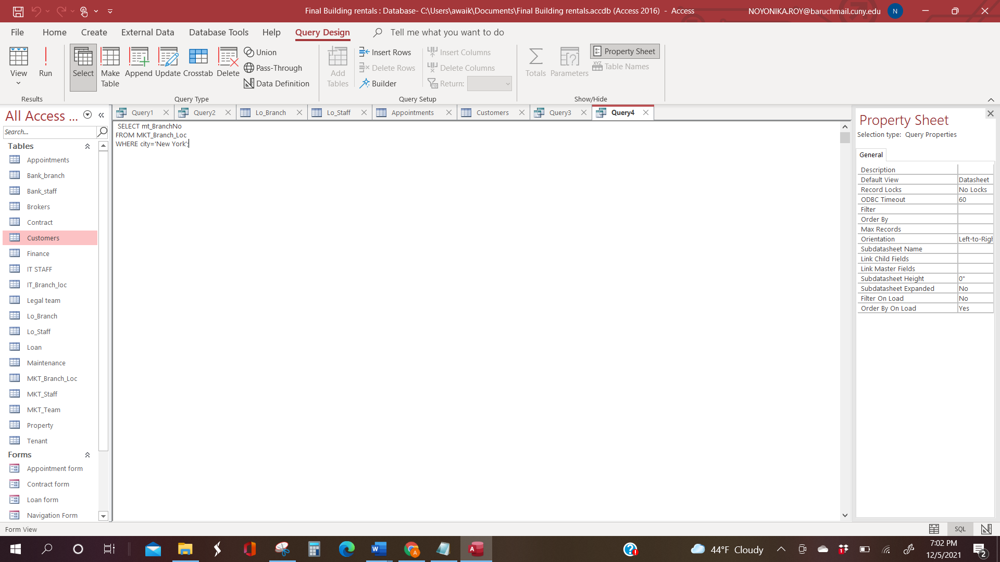 Final Building rentals : Database- C:\Users\awaik\Documents\Final Building rentals.accdb (Access 2016) - Access
NOYONIKA.ROY@baruchmail.cuny.edu
N
File
Home
Create
External Data
Database Tools
Help
Query Design
Tell me what you want to do
View
Run
Select
Make
Table
Append
Update
Crosstab
Delete
Union
Pass-Through
Data Definition
Add
Tables
Insert Rows
Delete Rows
Builder
Insert Columns
Delete Columns
Return:
Totals
Parameters
Property Sheet
Table Names
Results
Query Type
Query Setup
Show/Hide
All Access ...
Search...
Tables
Appointments
Bank_branch
Bank_staff
Brokers
Contract
Customers
Finance
IT STAFF
IT_Branch_loc
Legal team
Lo_Branch
Lo_Staff
Loan
Maintenance
MKT_Branch_Loc
MKT_Staff
MKT_Team
Property
Tenant
Forms
Appointment form
Contract form
Loan form
Navigation Form
Query1
Query2
Lo_Branch
Lo_Staff
Appointments
Customers
Query3
Query4
SELECT mt_BranchNo
FROM MKT_Branch_Loc
WHERE city='New York';
Property Sheet
Selection type: Query Properties
General
Description
Default View Datasheet
Record Locks No Locks
ODBC Timeout 60
Filter
Order By
Max Records
Orientation Left-to-Righ
Subdatasheet Name
Link Child Fields
Link Master Fields
Subdatasheet Height 0"
Subdatasheet Expanded No
Filter On Load No
Order By On Load Yes
Form View
SQL
44°F Cloudy
7:02 PM
12/5/2021
2